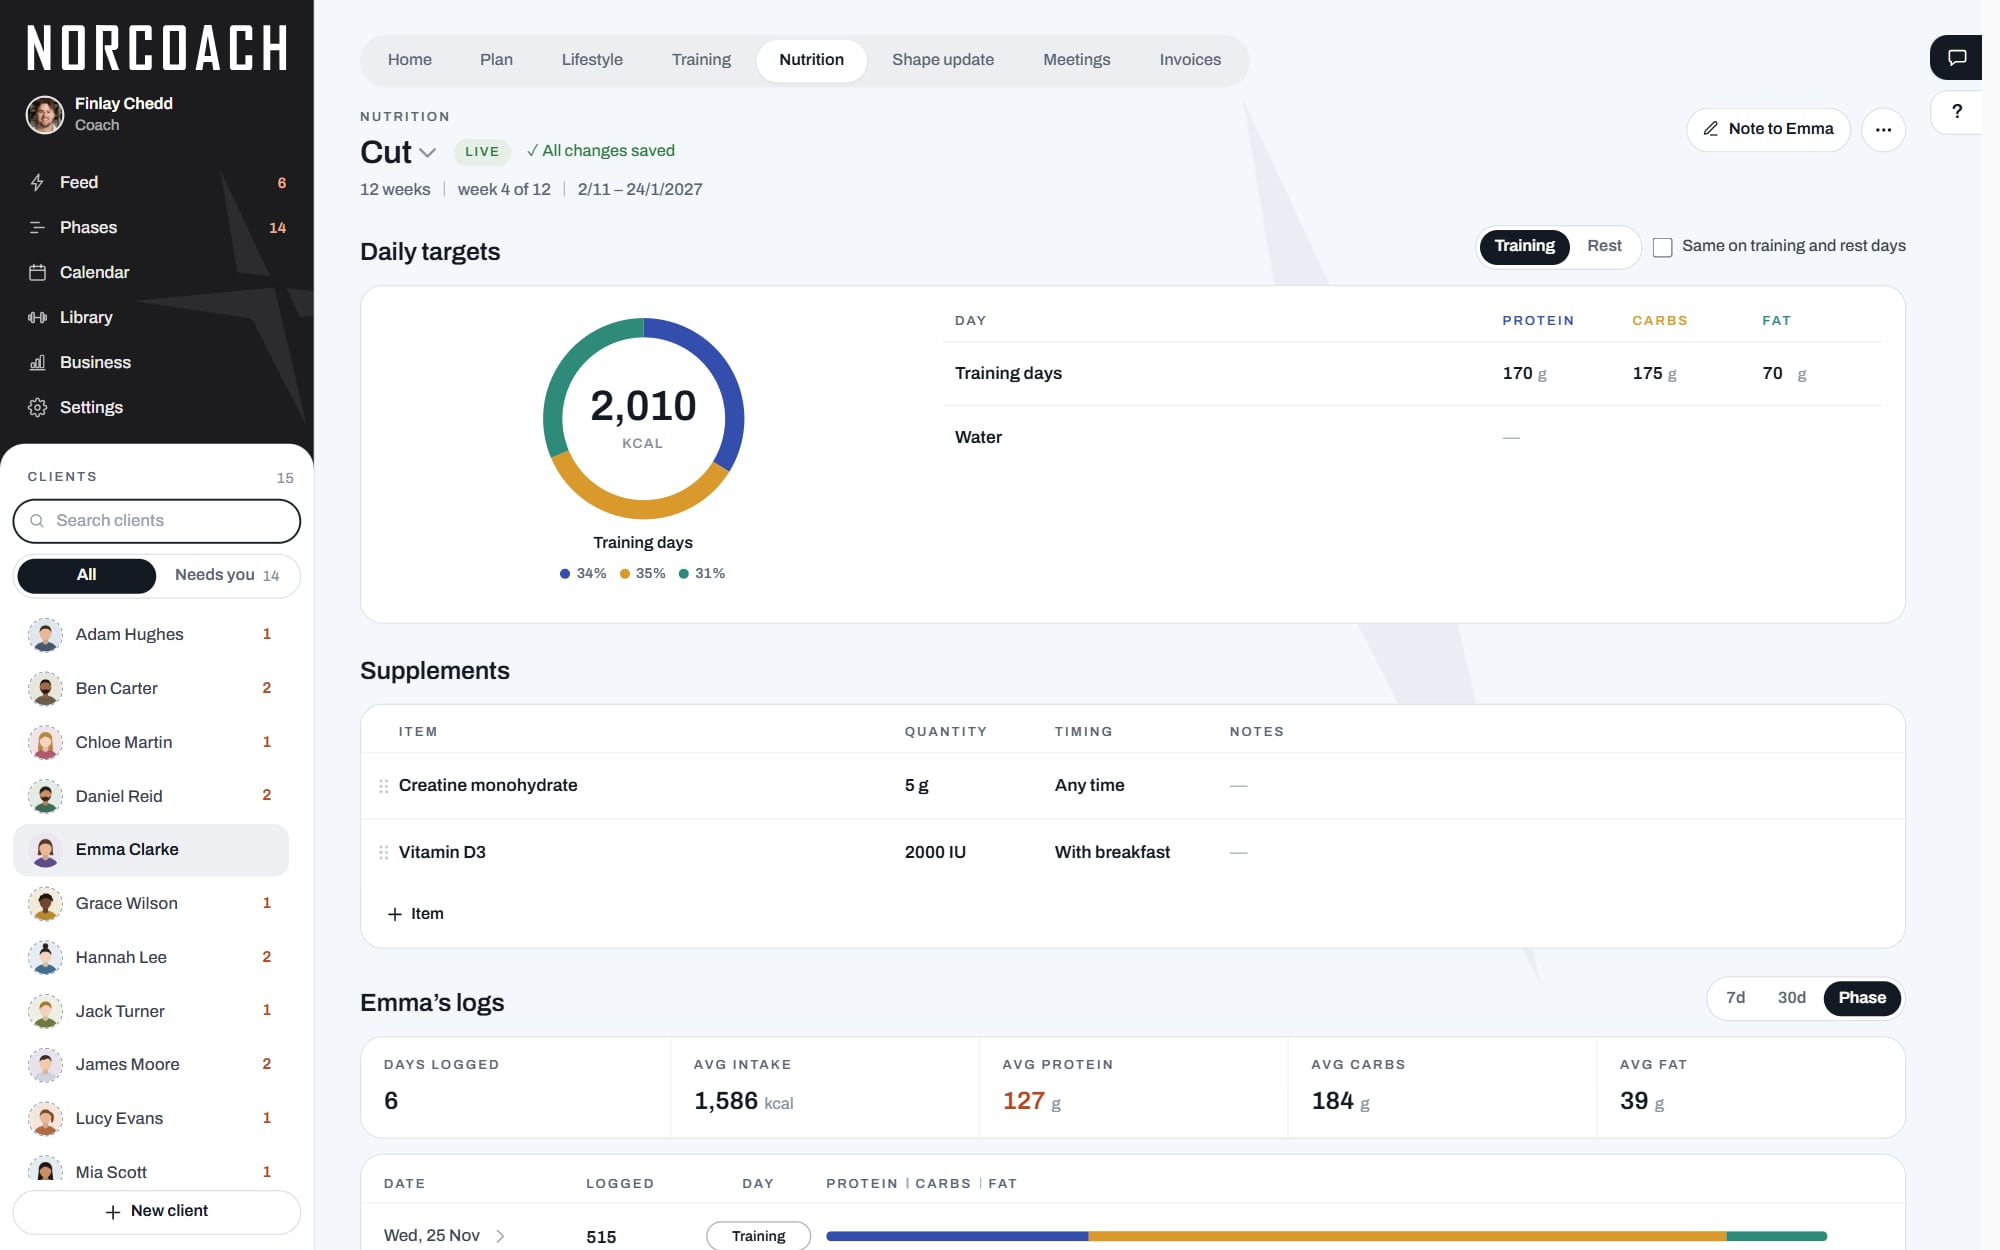 NORCOACH
Finlay Chedd
Coach
Feed 6
Phases 14
Calendar
Library
Business
Settings
CLIENTS 15
Search clients
All Needs you 14
Adam Hughes 1
Ben Carter 2
Chloe Martin 1
Daniel Reid 2
Emma Clarke
Grace Wilson 1
Hannah Lee 2
Jack Turner 1
James Moore 2
Lucy Evans 1
Mia Scott 1
New client
Home Plan Lifestyle Training Nutrition Shape update Meetings Invoices
?
NUTRITION
Cut LIVE ✓ All changes saved
12 weeks | week 4 of 12 | 2/11 – 24/1/2027
Note to Emma
Daily targets
Training Rest Same on training and rest days
2,010
KCAL
Training days
34% 35% 31%
DAY PROTEIN CARBS FAT
Training days 170 g 175 g 70 g
Water —
Supplements
ITEM QUANTITY TIMING NOTES
Creatine monohydrate 5 g Any time —
Vitamin D3 2000 IU With breakfast —
+ Item
Emma’s logs
7d 30d Phase
DAYS LOGGED AVG INTAKE AVG PROTEIN AVG CARBS AVG FAT
6 1,586 kcal 127 g 184 g 39 g
DATE LOGGED DAY PROTEIN | CARBS | FAT
Wed, 25 Nov 515 Training